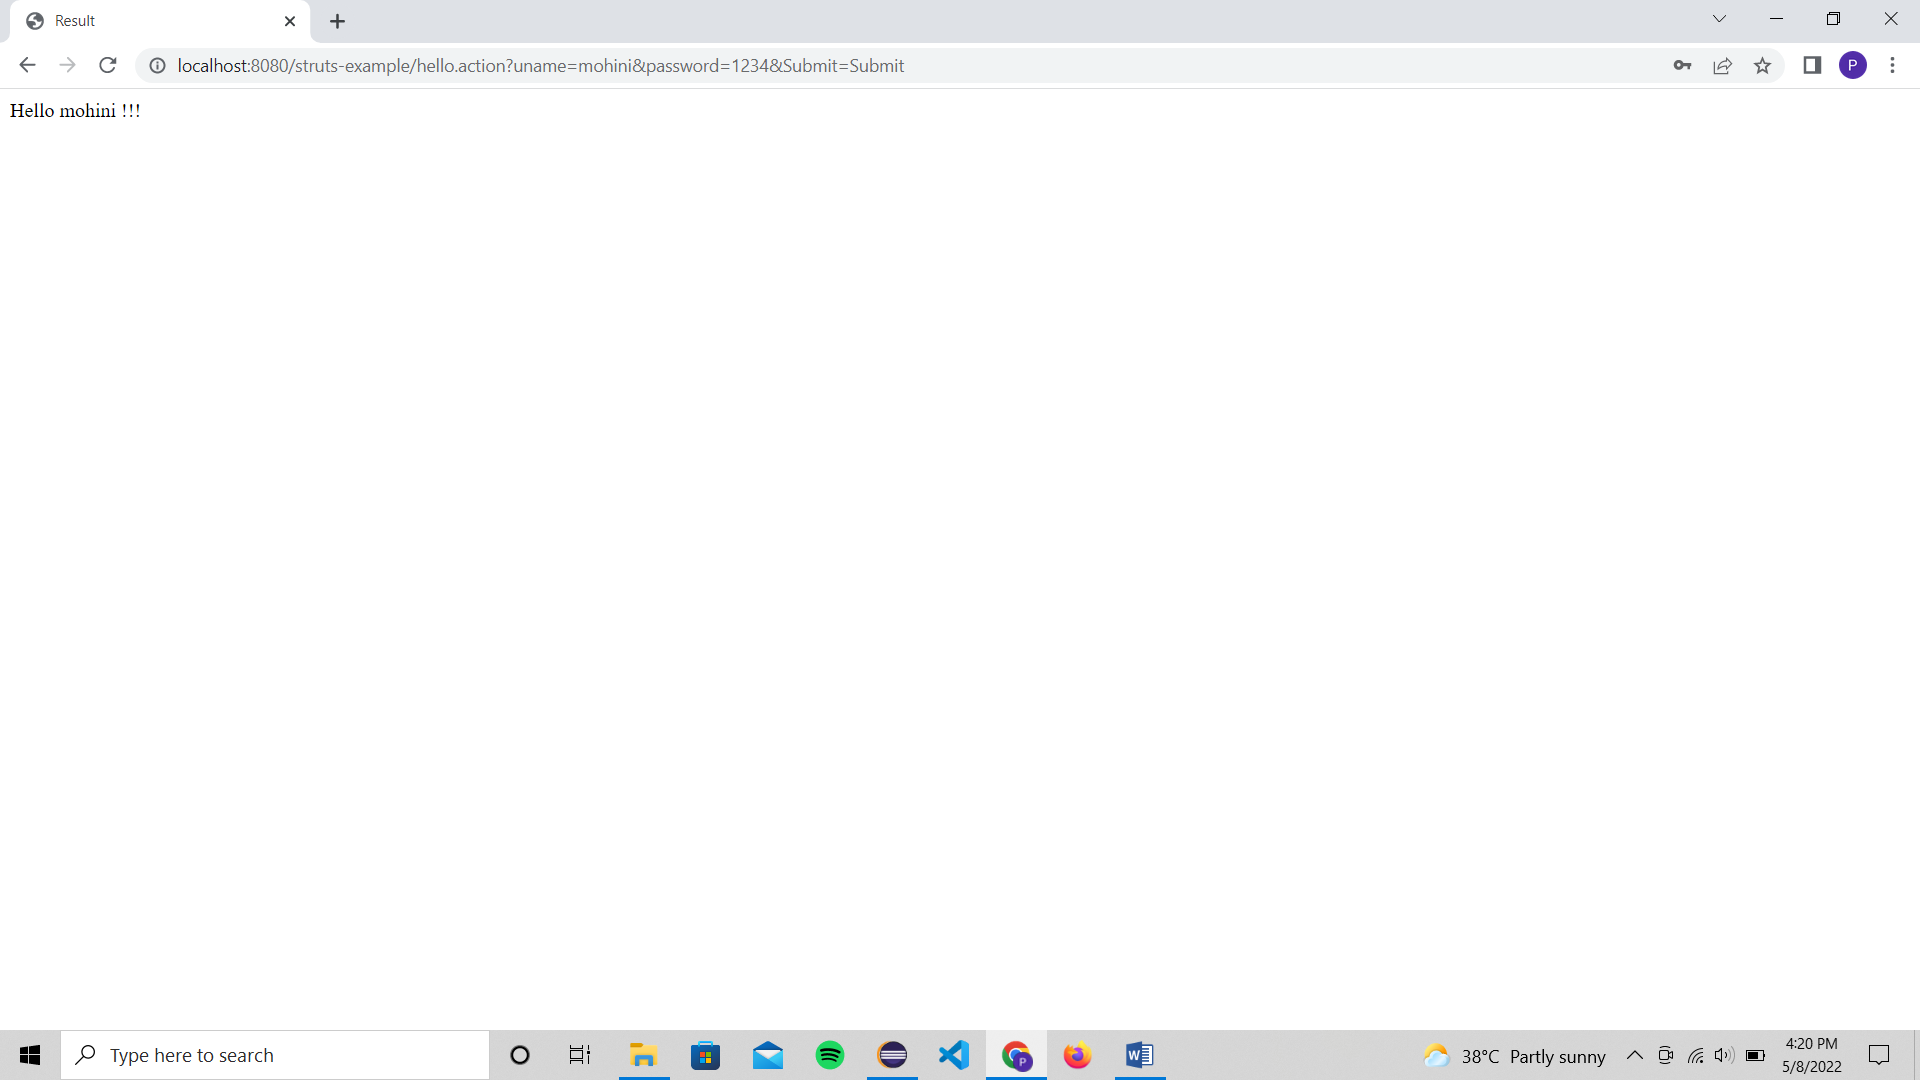 Result
localhost:8080/struts-example/hello.action?uname=mohini&password=1234&Submit=Submit
P
Hello mohini !!!
Type here to search
P
W
38°C Partly sunny
4:20 PM
5/8/2022